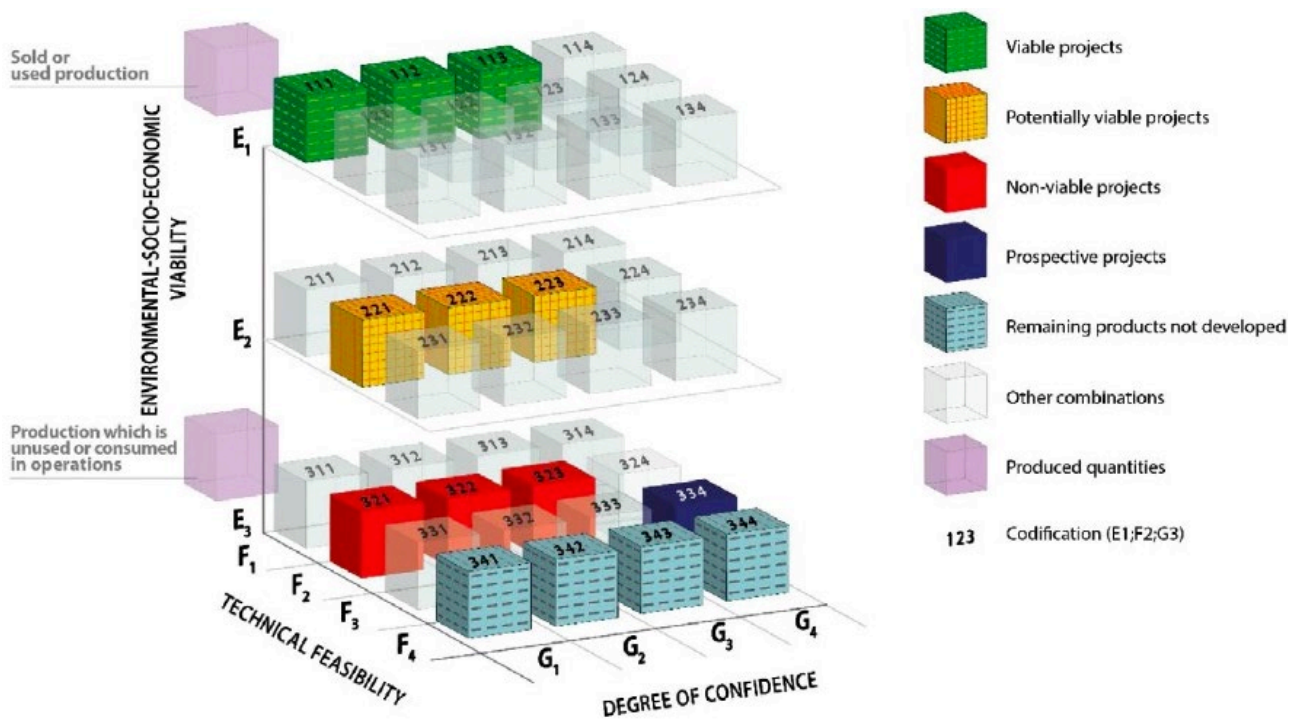 Sold or
used production
ENVIRONMENTAL-SOCIO-ECONOMIC
VIABILITY
E1
111
112
113
114
121
122
123
124
131
132
133
134
E2
211
212
213
214
221
222
223
224
231
232
233
234
Production which is
unused or consumed
in operations
E3
311
312
313
314
321
322
323
324
331
332
333
334
341
342
343
344
F1
F2
F3
F4
TECHNICAL FEASIBILITY
G1
G2
G3
G4
DEGREE OF CONFIDENCE
Viable projects
Potentially viable projects
Non-viable projects
Prospective projects
Remaining products not developed
Other combinations
Produced quantities
123 Codification (E1;F2;G3)